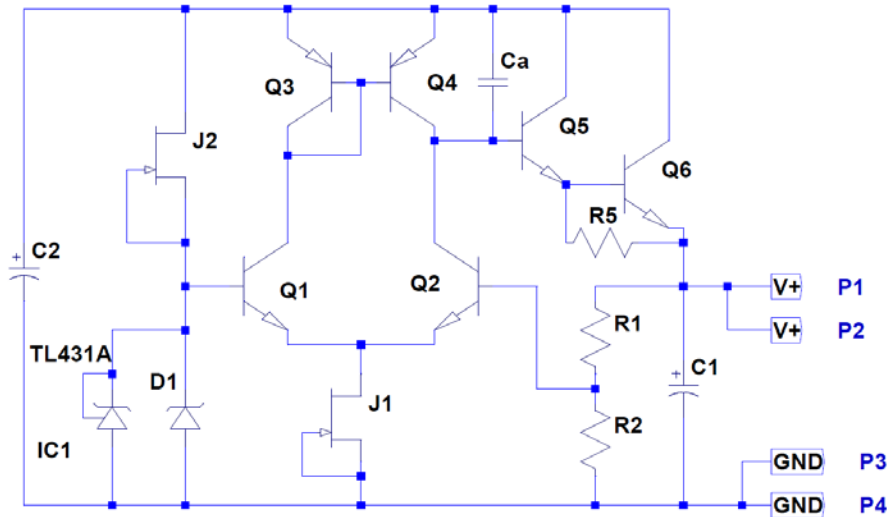 Q3
Q4
Ca
Q5
J2
Q6
R5
C2
Q1
Q2
V+ P1
V+ P2
R1
TL431A
D1
C1
J1
R2
IC1
GND P3
GND P4
+
+